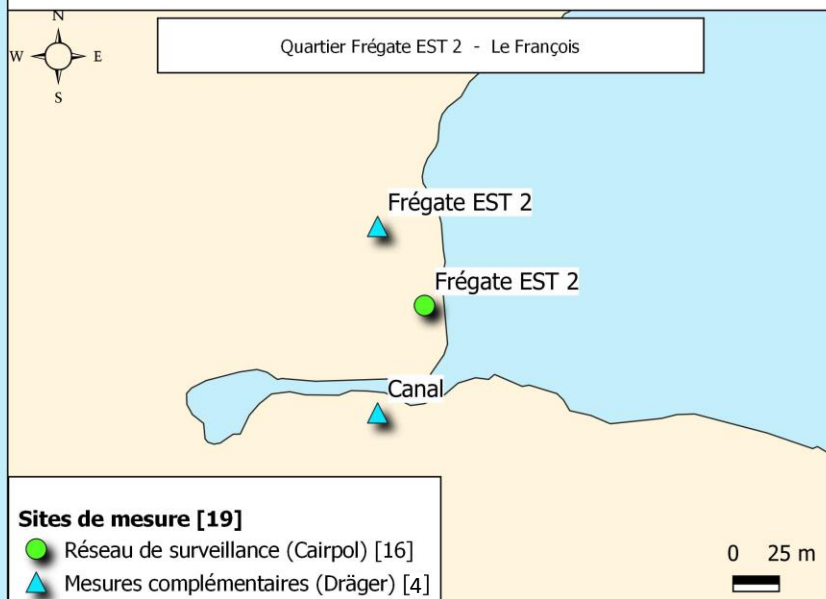 Quartier Frégate EST 2 - Le François
N
W E
S
Frégate EST 2
Frégate EST 2
Canal
Sites de mesure [19]
Réseau de surveillance (Cairpol) [16]
Mesures complémentaires (Dräger) [4]
0 25 m